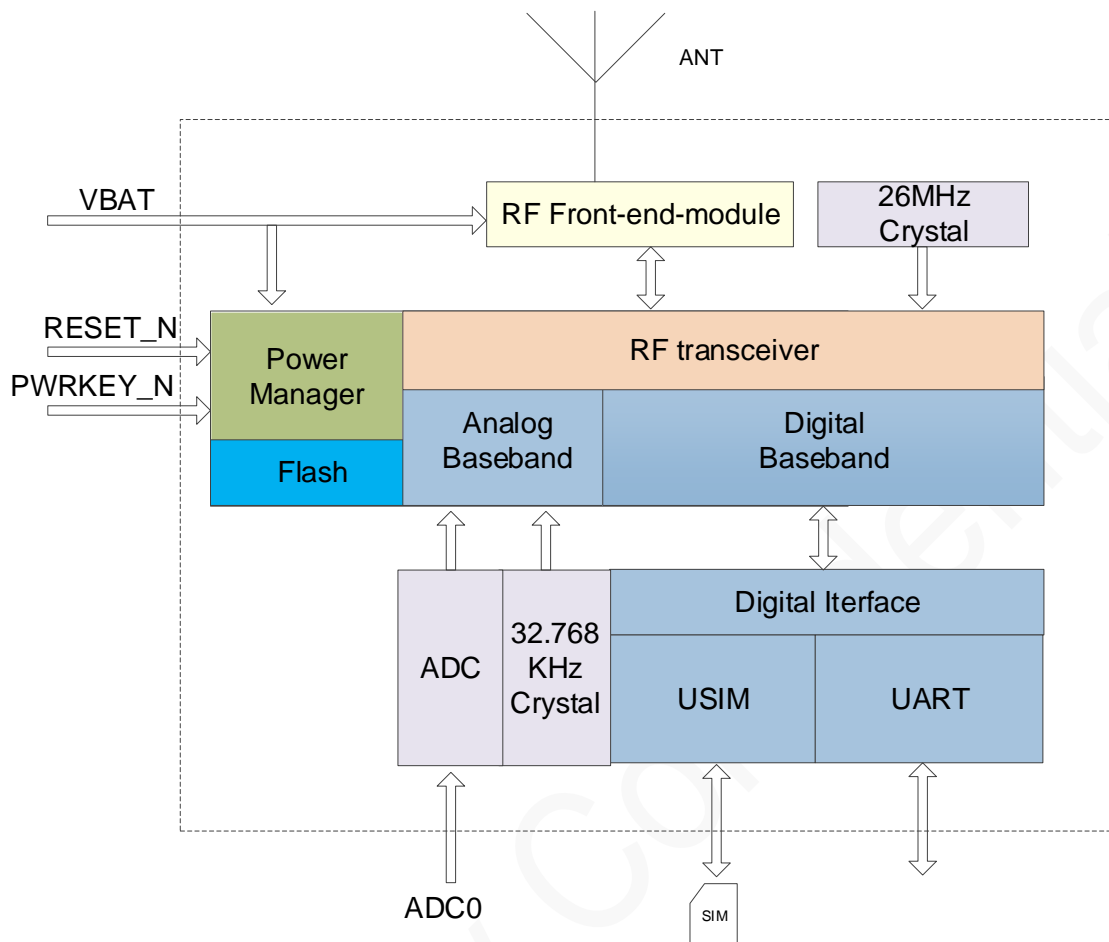 ANT
VBAT
RF Front-end-module
26MHz
Crystal
RESET_N
PWRKEY_N
Power
Manager
RF transceiver
Flash
Analog
Baseband
Digital
Baseband
ADC
32.768
KHz
Crystal
Digital Iterface
USIM
UART
ADC0
SIM